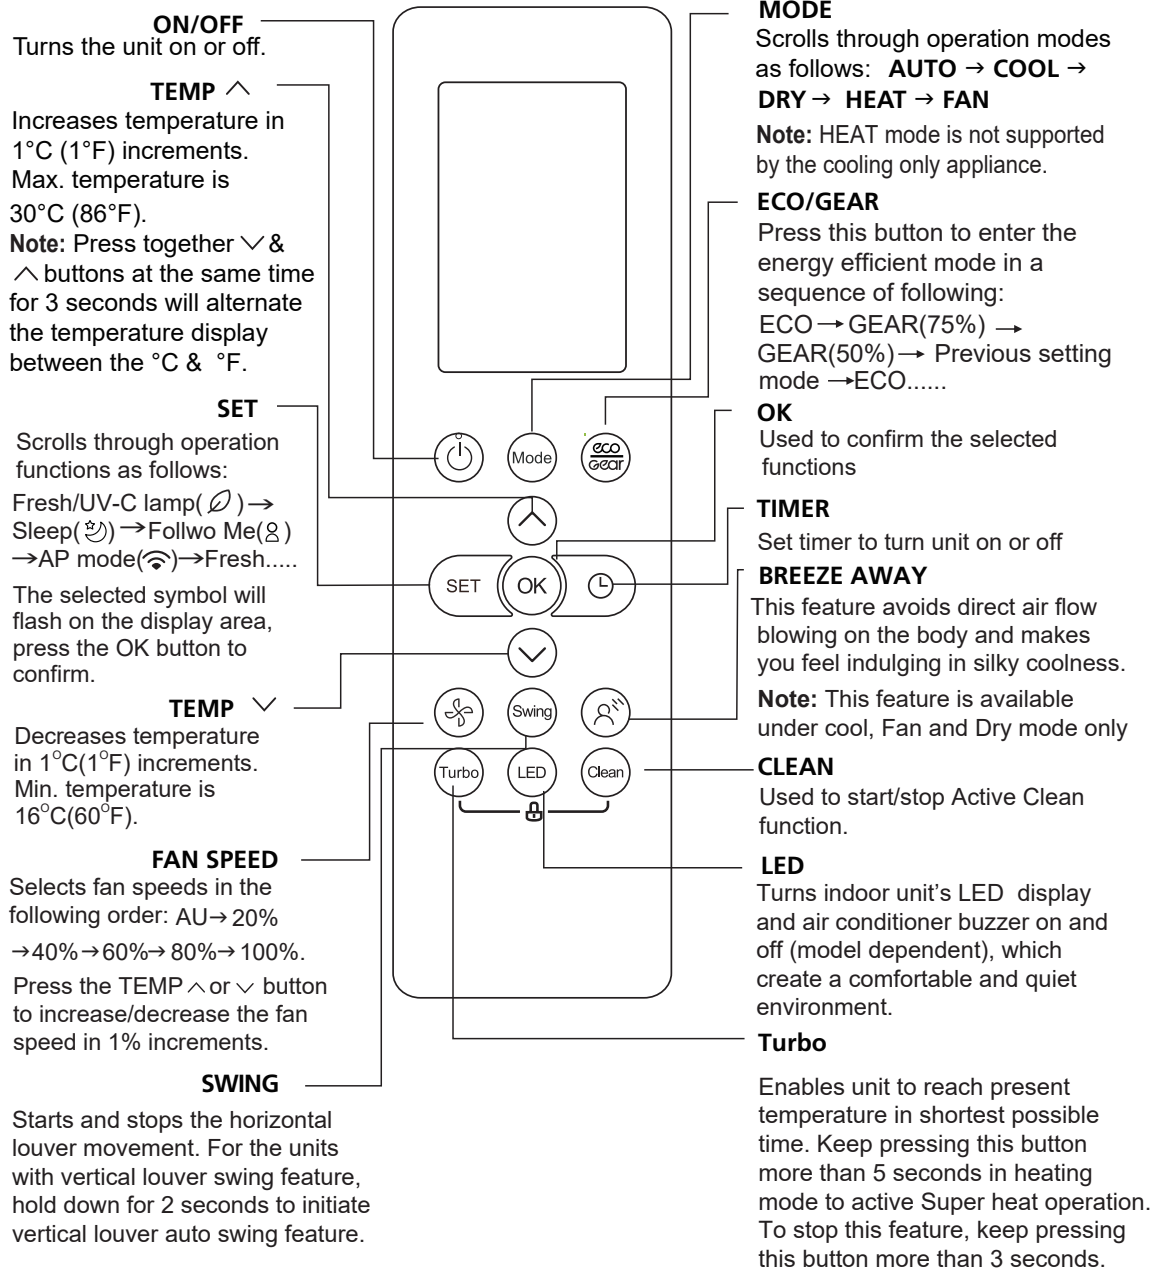 ON/OFF
Turns the unit on or off.
TEMP
Increases temperature in
1°C (1°F) increments.
Max. temperature is
30°C (86°F).
Note: Press together ﹀&
︿ buttons at the same time
for 3 seconds will alternate
the temperature display
between the °C & °F.
SET
Scrolls through operation
functions as follows:
Fresh/UV-C lamp( )→
Sleep( ) →Follwo Me( )
→AP mode( )→Fresh.....
The selected symbol will
flash on the display area,
press the OK button to
confirm.
TEMP
Decreases temperature
in 1°C(1°F) increments.
Min. temperature is
16°C(60°F).
FAN SPEED
Selects fan speeds in the
following order: AU→ 20%
→40%→60%→ 80%→ 100%.
Press the TEMP ︿ or ﹀ button
to increase/decrease the fan
speed in 1% increments.
SWING
Starts and stops the horizontal
louver movement. For the units
with vertical louver swing feature,
hold down for 2 seconds to initiate
vertical louver auto swing feature.
Mode
eco
Gear
SET
OK
Swing
Turbo
LED
Clean
MODE
Scrolls through operation modes
as follows: AUTO → COOL →
DRY → HEAT → FAN
Note: HEAT mode is not supported
by the cooling only appliance.
ECO/GEAR
Press this button to enter the
energy efficient mode in a
sequence of following:
ECO → GEAR(75%) →
GEAR(50%)→ Previous setting
mode →ECO......
OK
Used to confirm the selected
functions
TIMER
Set timer to turn unit on or off
BREEZE AWAY
This feature avoids direct air flow
blowing on the body and makes
you feel indulging in silky coolness.
Note: This feature is available
under cool, Fan and Dry mode only
CLEAN
Used to start/stop Active Clean
function.
LED
Turns indoor unit's LED display
and air conditioner buzzer on and
off (model dependent), which
create a comfortable and quiet
environment.
Turbo
Enables unit to reach present
temperature in shortest possible
time. Keep pressing this button
more than 5 seconds in heating
mode to active Super heat operation.
To stop this feature, keep pressing
this button more than 3 seconds.